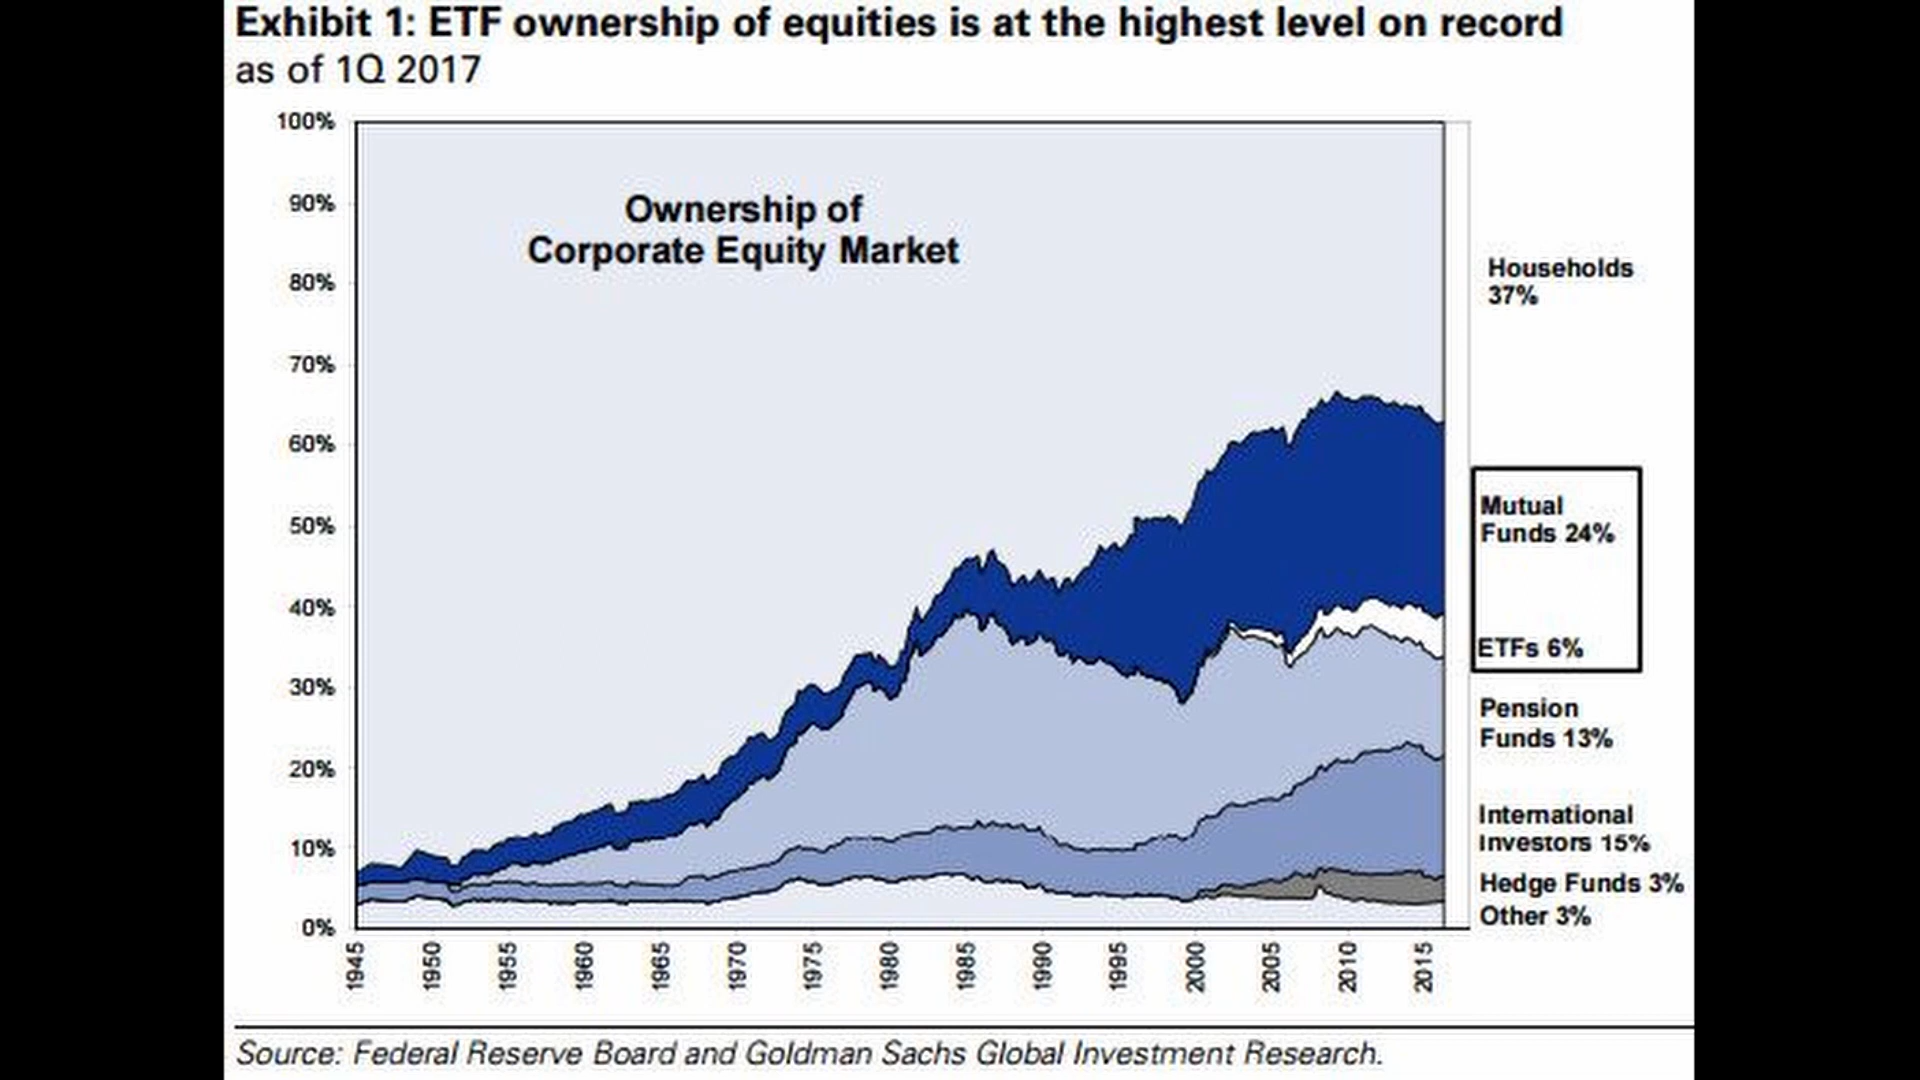 Exhibit 1: ETF ownership of equities is at the highest level on record
as of 1Q 2017
100%
90%
80%
70%
60%
50%
40%
30%
20%
10%
0%
Ownership of
Corporate Equity Market
Households
37%
Mutual
Funds 24%
ETFs 6%
Pension
Funds 13%
International
Investors 15%
Hedge Funds 3%
Other 3%
1945
1950
1955
1960
1965
1970
1975
1980
1985
1990
1995
2000
2005
2010
2015
Source: Federal Reserve Board and Goldman Sachs Global Investment Research.